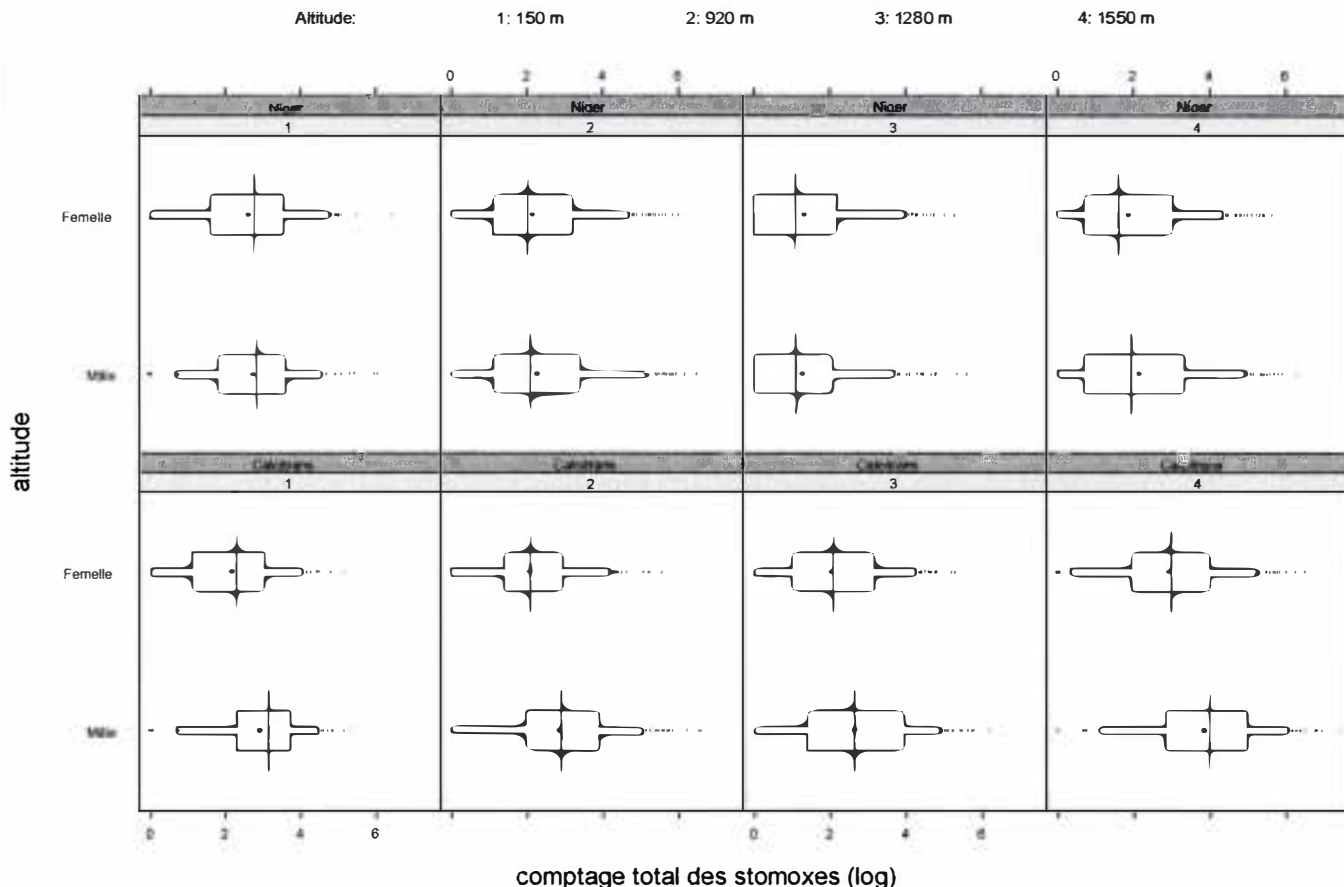 Altitude: 1: 150 m 2: 920 m 3: 1280 m 4: 1550 m
0 2 4 6 0 2 4 6
Niger Niger Niger Niger
1 2 3 4
Femelle
Mâle
altitude
Calcitrans Calcitrans Calcitrans Calcitrans
1 2 3 4
Femelle
Mâle
0 2 4 6 0 2 4 6
comptage total des stomoxes (log)